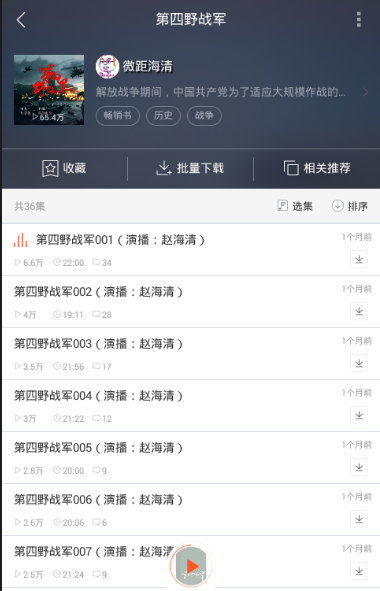 第四野战军
微距海清
68.4万
解放战争期间，中国共产党为了适应大规模作战的...
畅销书 历史 战争
收藏 批量下载 相关推荐
共36集 选集 排序
第四野战军001（演播：赵海清） 1个月前
6.6万 22:00 34
第四野战军002（演播：赵海清） 1个月前
4万 19:11 28
第四野战军003（演播：赵海清） 1个月前
3.5万 21:56 17
第四野战军004（演播：赵海清） 1个月前
3万 21:22 12
第四野战军005（演播：赵海清） 1个月前
2.8万 20:00 9
第四野战军006（演播：赵海清） 1个月前
2.6万 20:06 6
第四野战军007（演播：赵海清） 1个月前
2.5万 21:24 9